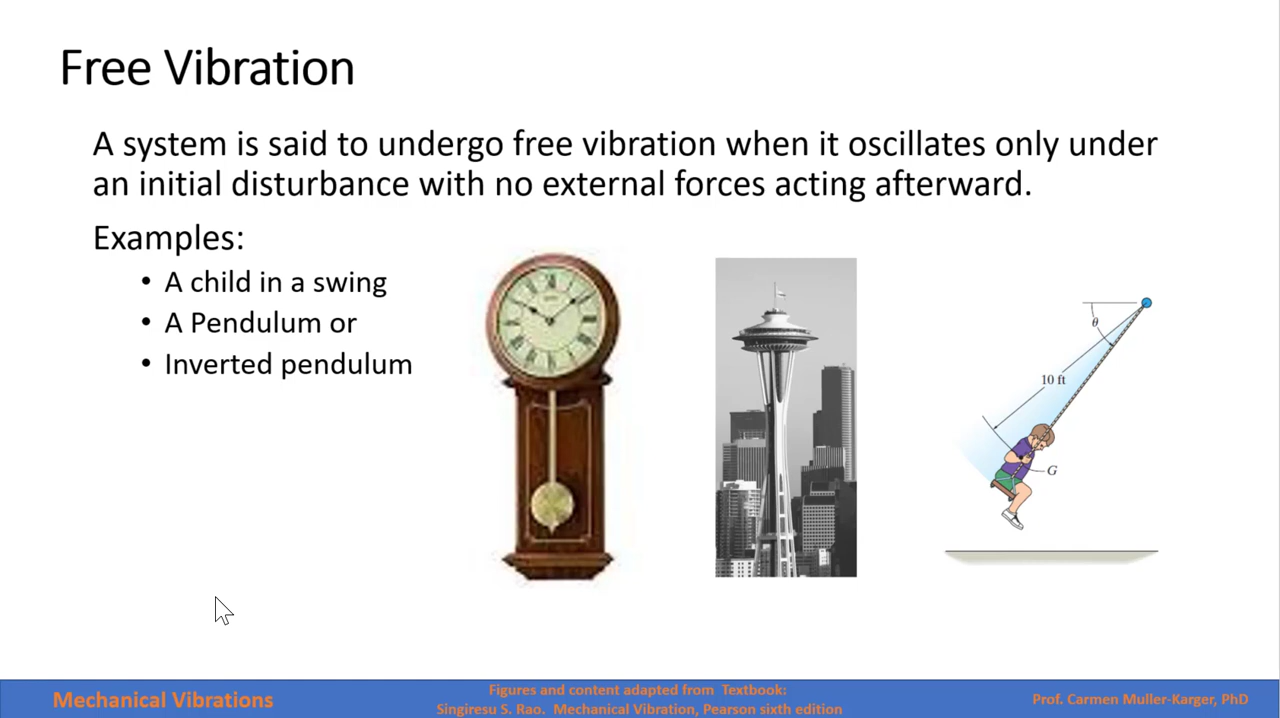 Free Vibration
A system is said to undergo free vibration when it oscillates only under
an initial disturbance with no external forces acting afterward.
Examples:
• A child in a swing
• A Pendulum or
• Inverted pendulum
θ
10 ft
G
Mechanical Vibrations
Figures and content adapted from Textbook:
Singiresu S. Rao. Mechanical Vibration, Pearson sixth edition
Prof. Carmen Muller-Karger, PhD